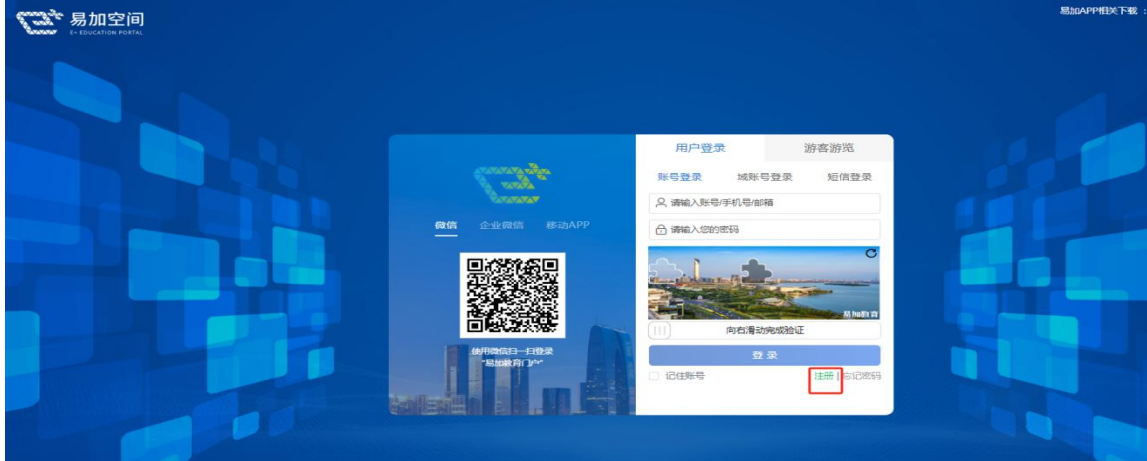 易加空间
E+ EDUCATION PORTAL
易加APP相关下载：
微信 企业微信 移动APP
使用微信扫一扫登录
"易加教育门户"
用户登录 游客游览
账号登录 域账号登录 短信登录
请输入账号/手机号/邮箱
请输入您的密码
易加教育
向右滑动完成验证
登录
记住账号 注册 | 忘记密码